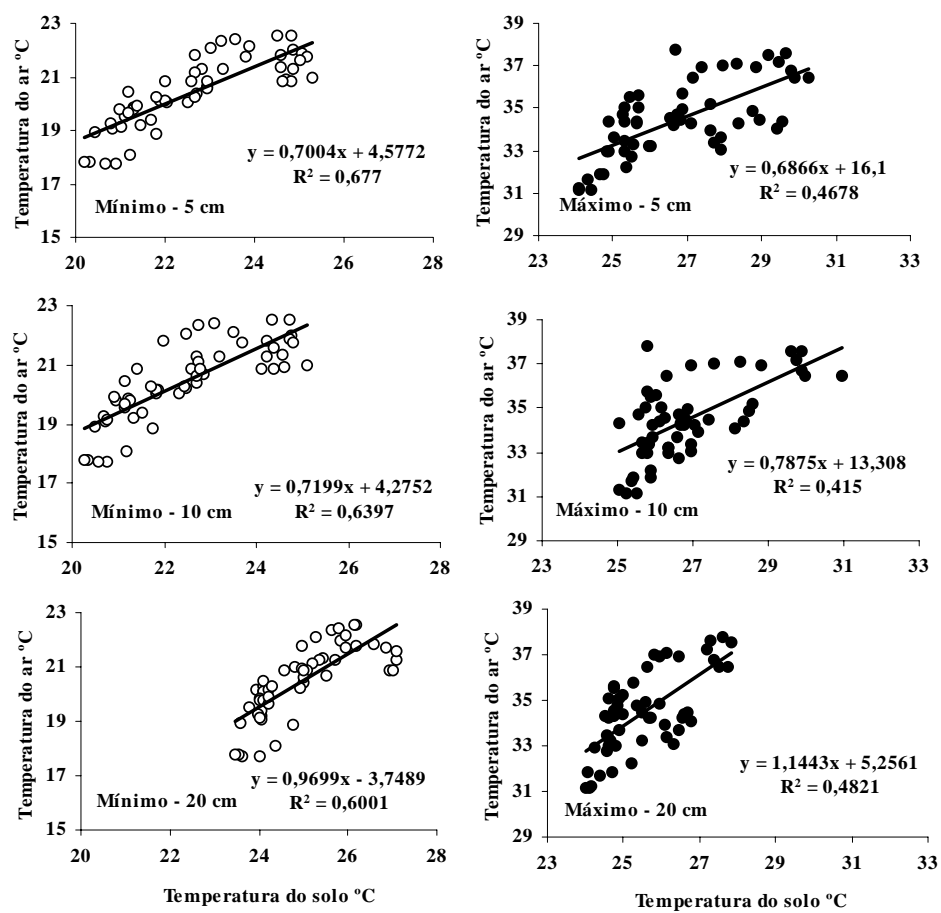 Temperatura do ar ºC
23
21
19
17
15
y = 0,7004x + 4,5772
R² = 0,677
Mínimo - 5 cm
20 22 24 26 28
Temperatura do ar ºC
39
37
35
33
31
29
y = 0,6866x + 16,1
R² = 0,4678
Máximo - 5 cm
23 25 27 29 31 33
Temperatura do ar ºC
23
21
19
17
15
y = 0,7199x + 4,2752
R² = 0,6397
Mínimo - 10 cm
20 22 24 26 28
Temperatura do ar ºC
39
37
35
33
31
29
y = 0,7875x + 13,308
R² = 0,415
Máximo - 10 cm
23 25 27 29 31 33
Temperatura do ar ºC
23
21
19
17
15
y = 0,9699x - 3,7489
R² = 0,6001
Mínimo - 20 cm
20 22 24 26 28
Temperatura do solo ºC
Temperatura do ar ºC
39
37
35
33
31
29
y = 1,1443x + 5,2561
R² = 0,4821
Máximo - 20 cm
23 25 27 29 31 33
Temperatura do solo ºC